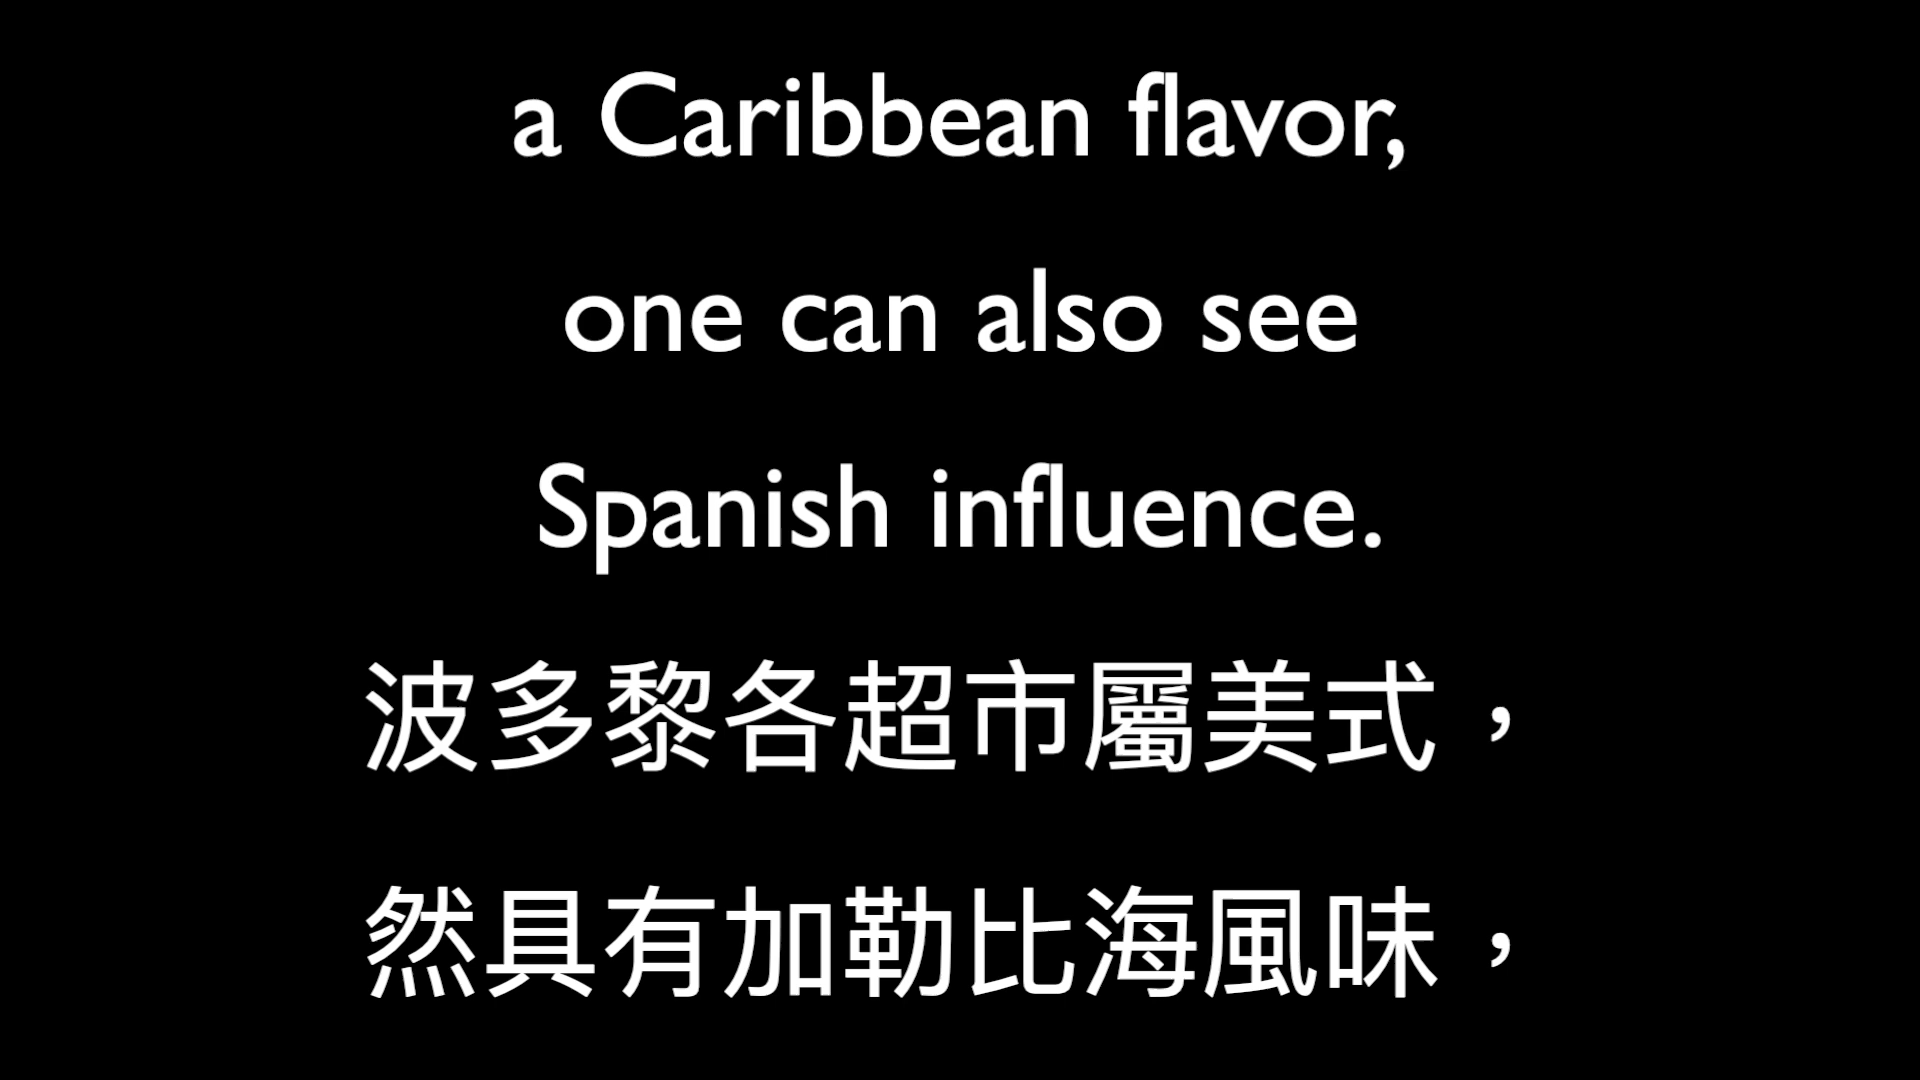 a Caribbean flavor,
one can also see
Spanish influence.
波多黎各超市屬美式，
然具有加勒比海風味，